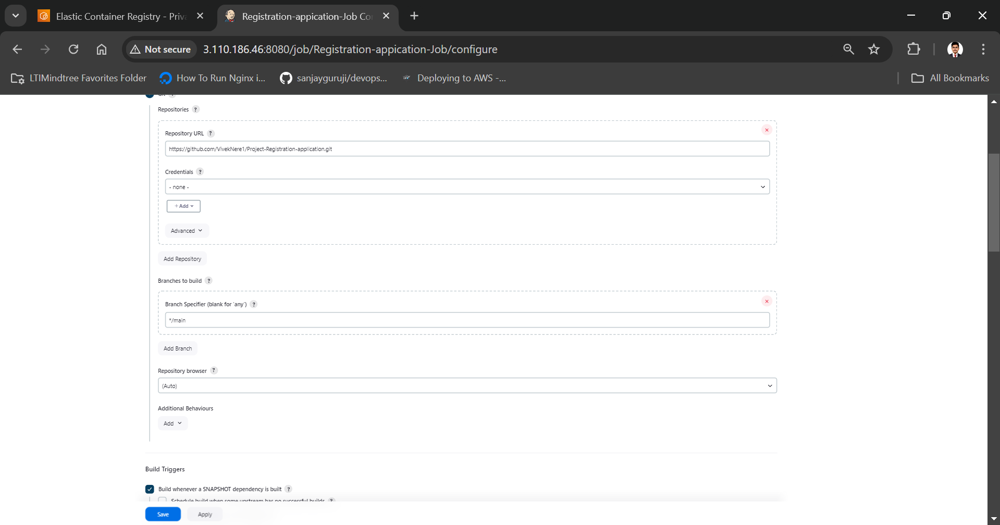 Elastic Container Registry - Priva
Registration-appication-Job Co
Not secure
3.110.186.46:8080/job/Registration-appication-Job/configure
LTIMindtree Favorites Folder
How To Run Nginx i...
sanjayguruji/devops...
Deploying to AWS -...
All Bookmarks
Git ?
Repositories ?
Repository URL ?
https://github.com/VivekNere1/Project-Registration-application.git
Credentials ?
- none -
+ Add
Advanced
Add Repository
Branches to build ?
Branch Specifier (blank for 'any') ?
*/main
Add Branch
Repository browser ?
(Auto)
Additional Behaviours
Add
Build Triggers
Build whenever a SNAPSHOT dependency is built ?
Schedule build when some upstream has no successful builds ?
Save
Apply